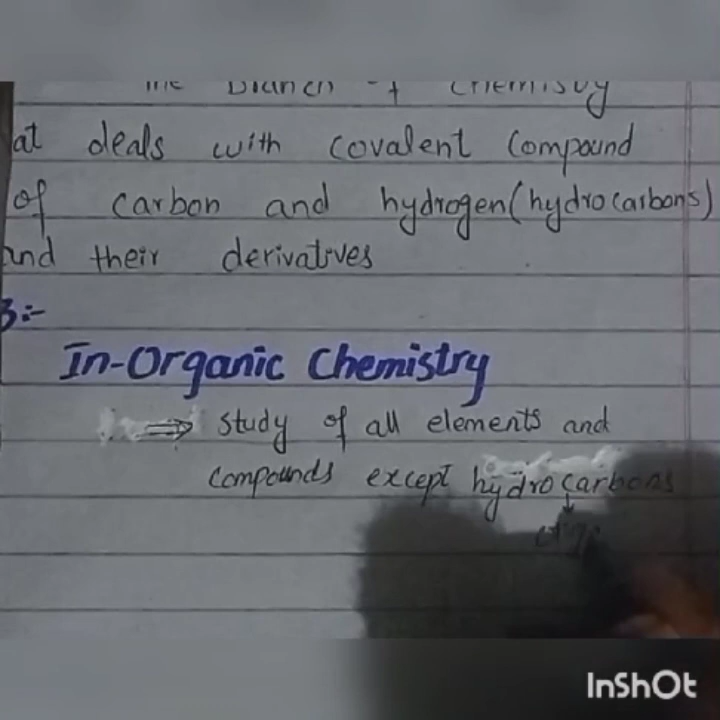 at deals with covalent compound
of carbon and hydrogen(hydrocarbons)
and their derivatives
3:-
In-Organic Chemistry
⇒ study of all elements and
compounds except hydrocarbons
InShOt